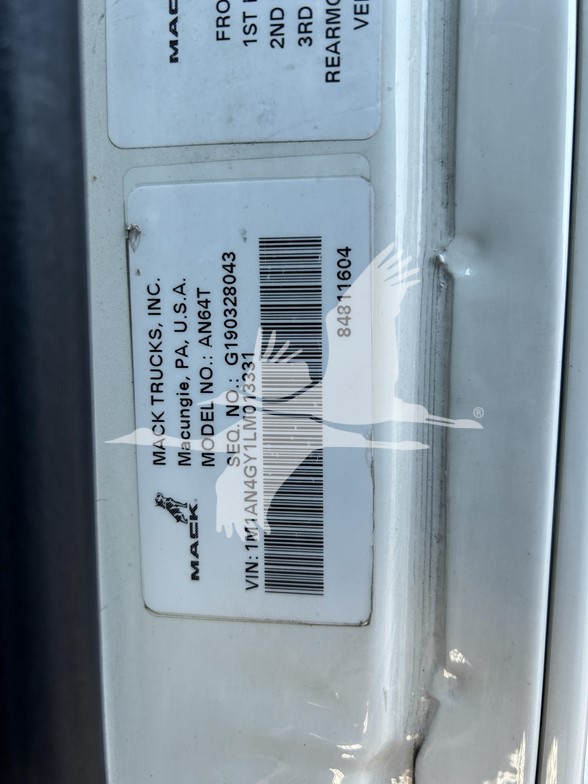 MACK
MACK TRUCKS, INC.
Macungie, PA, U.S.A.
MODEL NO.: AN64T
SEQ. NO.: G190328043
VIN: 1M1AN4GY1LM013331
84811604
MAC
FRO
1ST
2ND
3RD
REARMO
VE
®